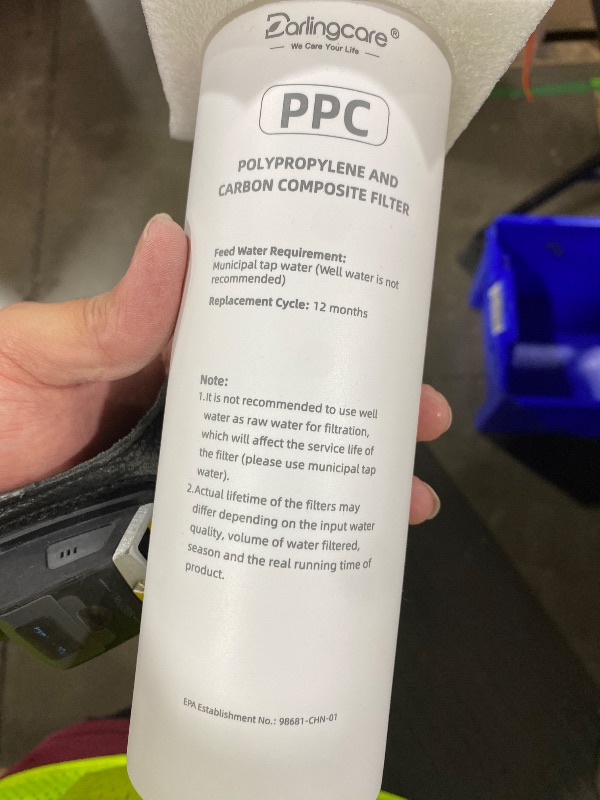 Darlingcare®
We Care Your Life
PPC
POLYPROPYLENE AND
CARBON COMPOSITE FILTER
Feed Water Requirement:
Municipal tap water (Well water is not
recommended)
Replacement Cycle: 12 months
Note:
1.It is not recommended to use well
water as raw water for filtration,
which will affect the service life of
the filter (please use municipal tap
water).
2.Actual lifetime of the filters may
differ depending on the input water
quality, volume of water filtered,
season and the real running time of
product.
EPA Establishment No.: 98681-CHN-01